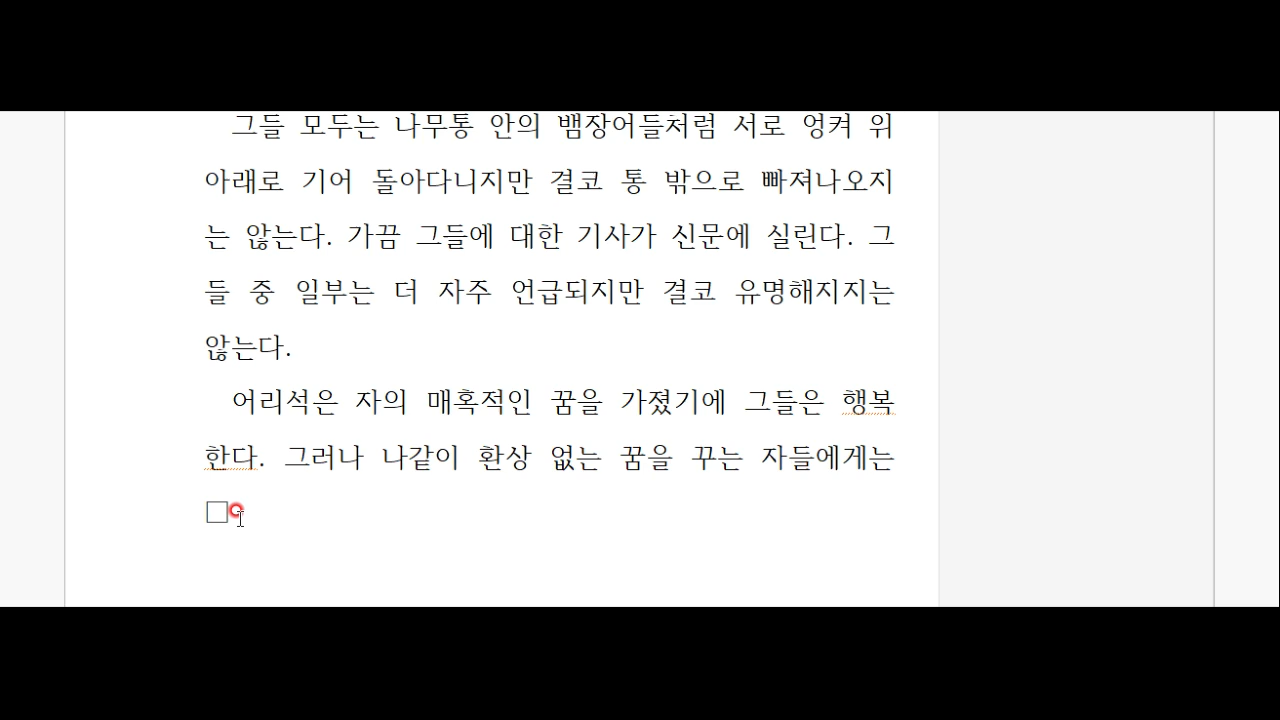 그들 모두는 나무통 안의 뱀장어들처럼 서로 엉켜 위
아래로 기어 돌아다니지만 결코 통 밖으로 빠져나오지
는 않는다. 가끔 그들에 대한 기사가 신문에 실린다. 그
들 중 일부는 더 자주 언급되지만 결코 유명해지지는
않는다.
어리석은 자의 매혹적인 꿈을 가졌기에 그들은 행복
한다. 그러나 나같이 환상 없는 꿈을 꾸는 자들에게는
□